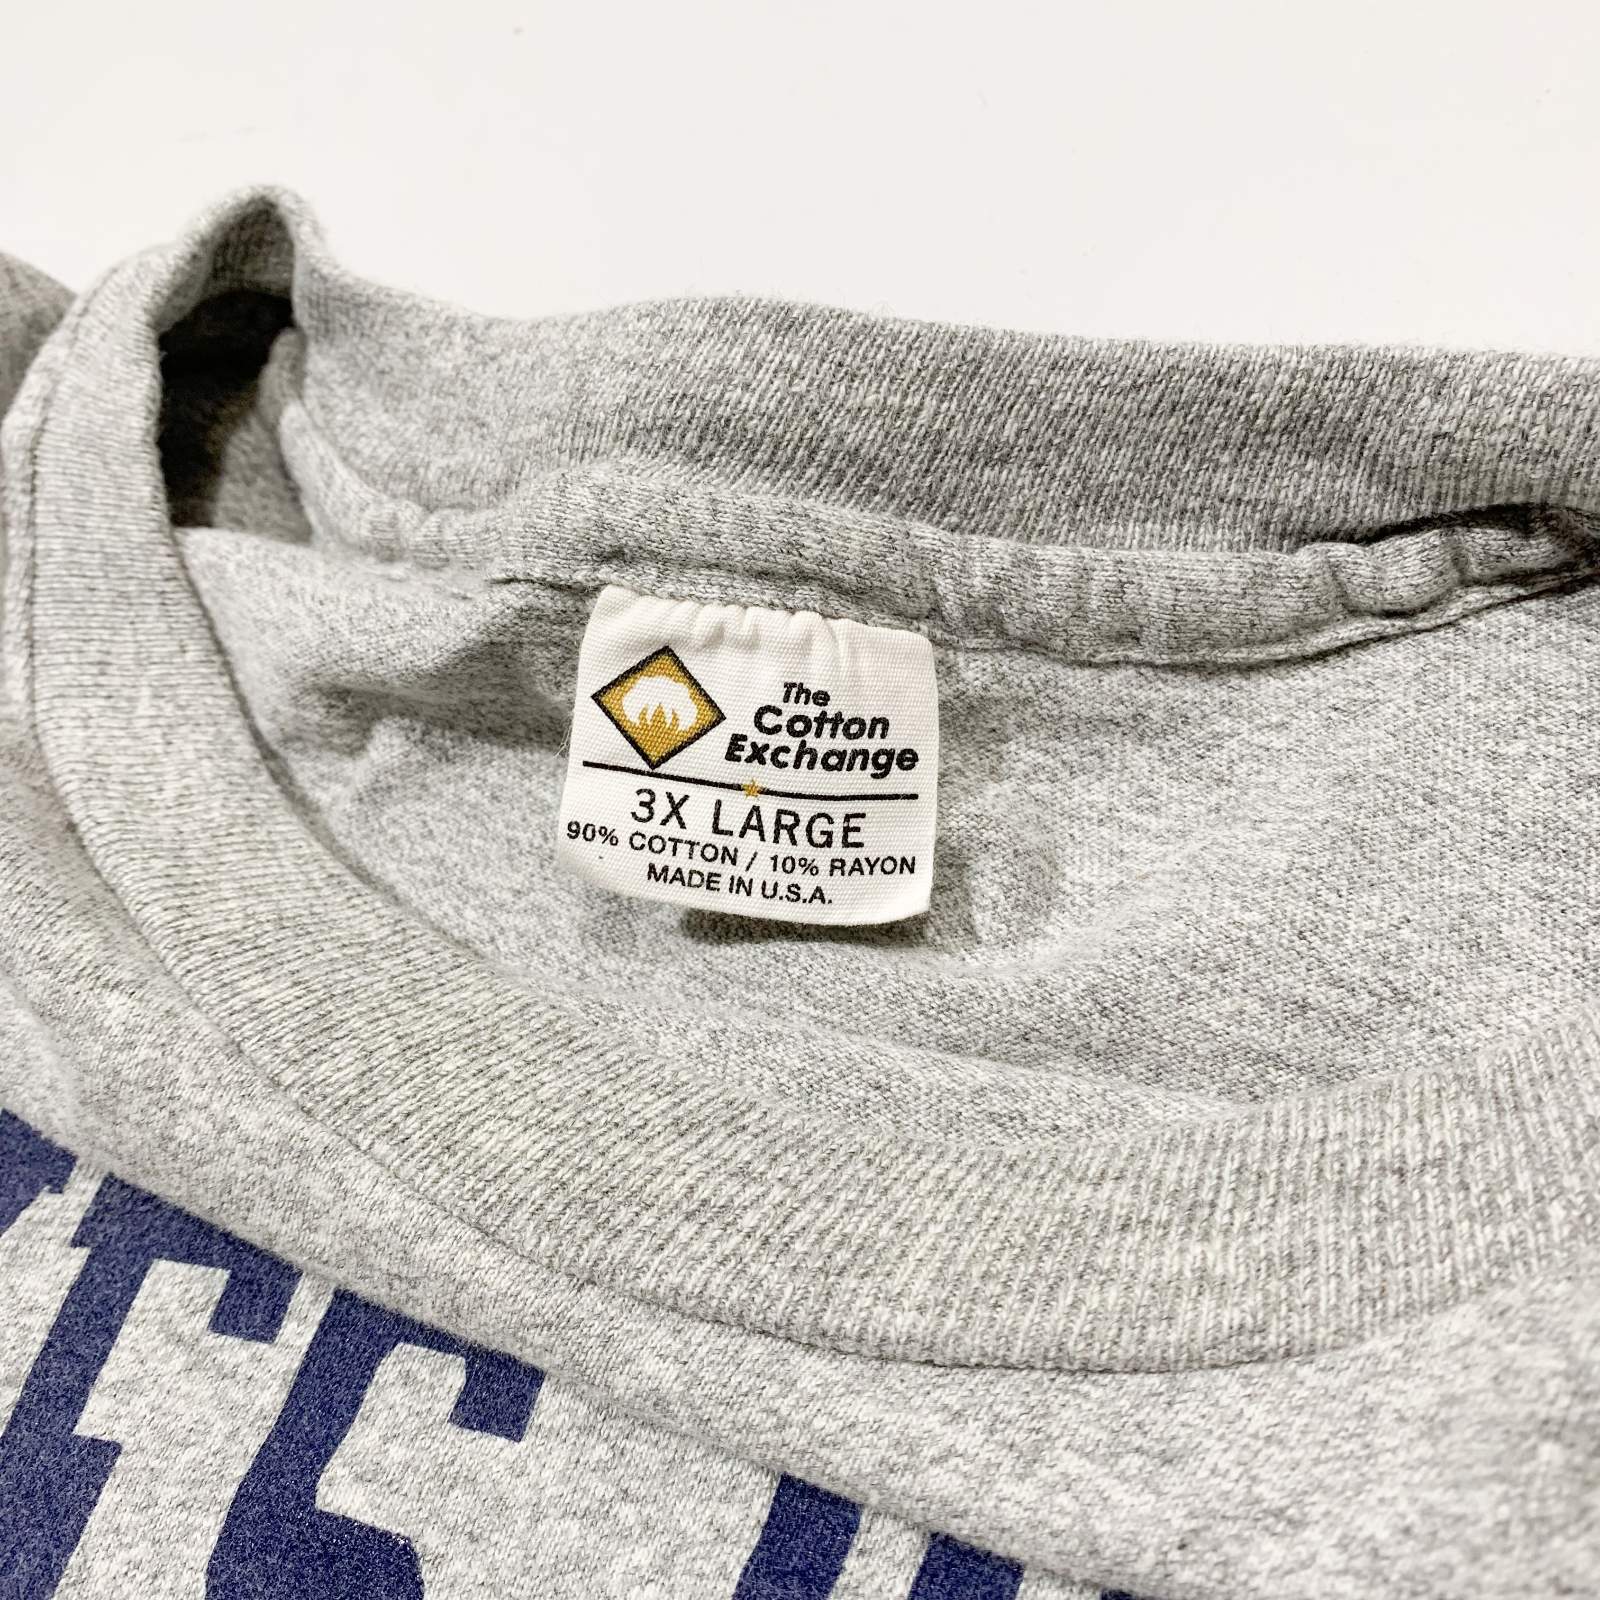 The
Cotton
Exchange
3X LARGE
90% COTTON / 10% RAYON
MADE IN U.S.A.